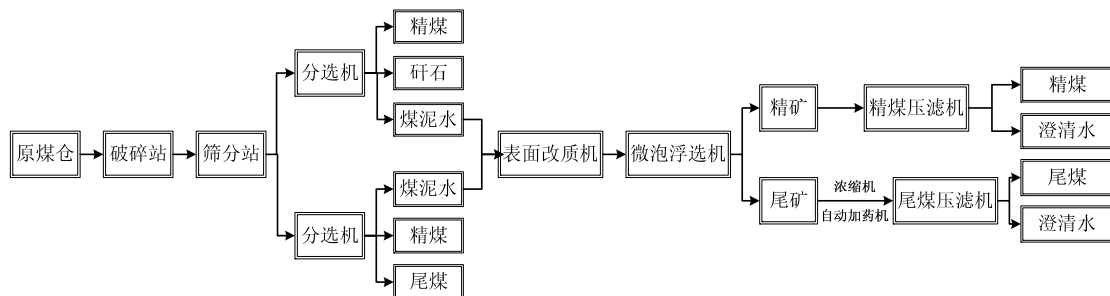 原煤仓
破碎站
筛分站
分选机
精煤
矸石
煤泥水
分选机
煤泥水
精煤
尾煤
表面改质机
微泡浮选机
精矿
精煤压滤机
精煤
澄清水
尾矿
浓缩机
自动加药机
尾煤压滤机
尾煤
澄清水